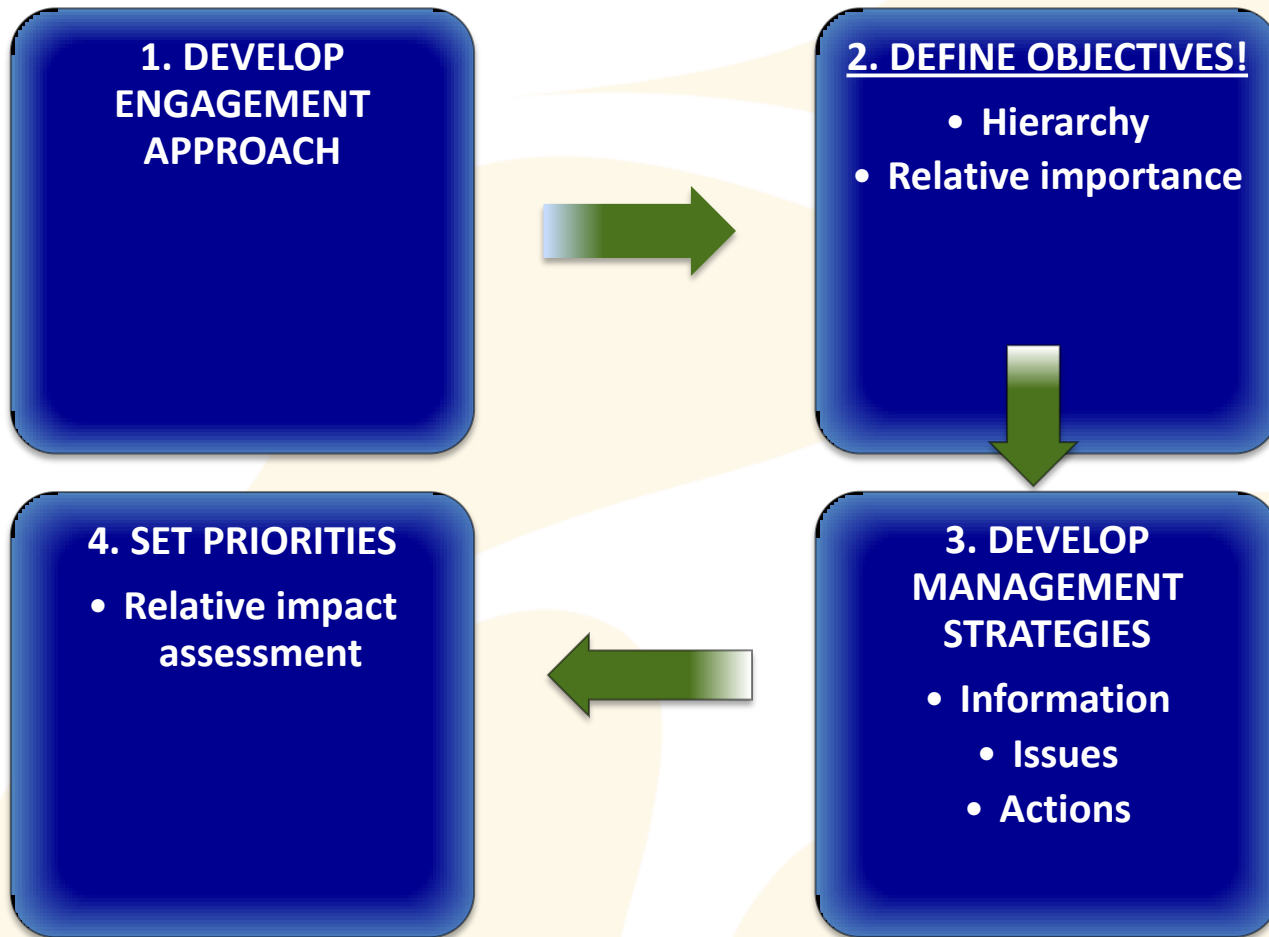 1. DEVELOP
ENGAGEMENT
APPROACH
2. DEFINE OBJECTIVES!
• Hierarchy
• Relative importance
3. DEVELOP
MANAGEMENT
STRATEGIES
• Information
• Issues
• Actions
4. SET PRIORITIES
• Relative impact
assessment